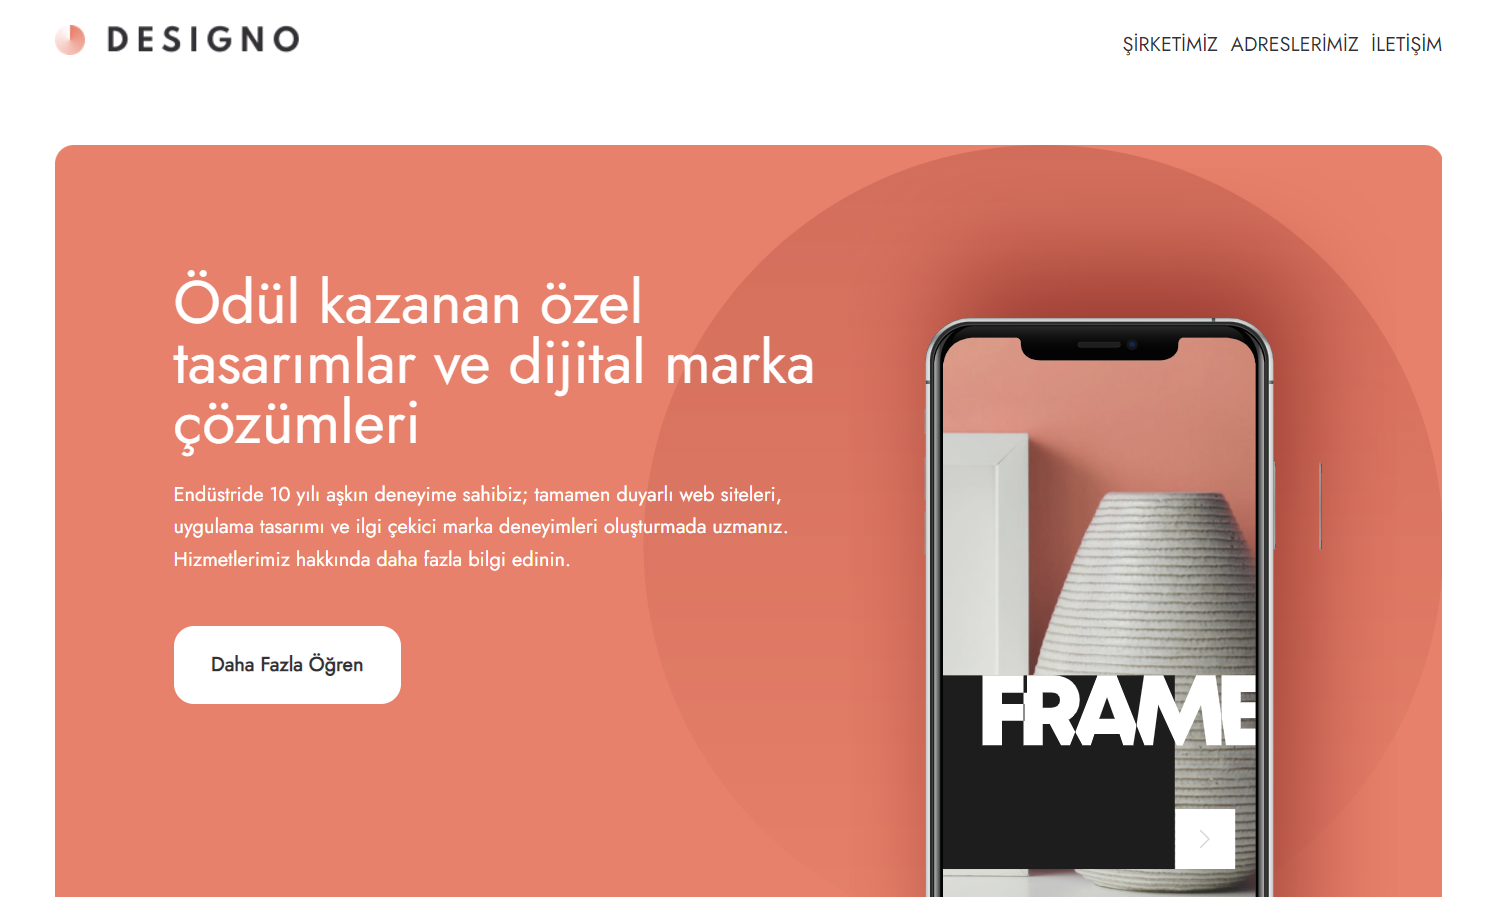 DESIGNO
ŞİRKETİMİZ ADRESLERİMİZ İLETİŞİM
Ödül kazanan özel
tasarımlar ve dijital marka
çözümleri
Endüstride 10 yılı aşkın deneyime sahibiz; tamamen duyarlı web siteleri,
uygulama tasarımı ve ilgi çekici marka deneyimleri oluşturmada uzmanız.
Hizmetlerimiz hakkında daha fazla bilgi edinin.
Daha Fazla Öğren
FRAME